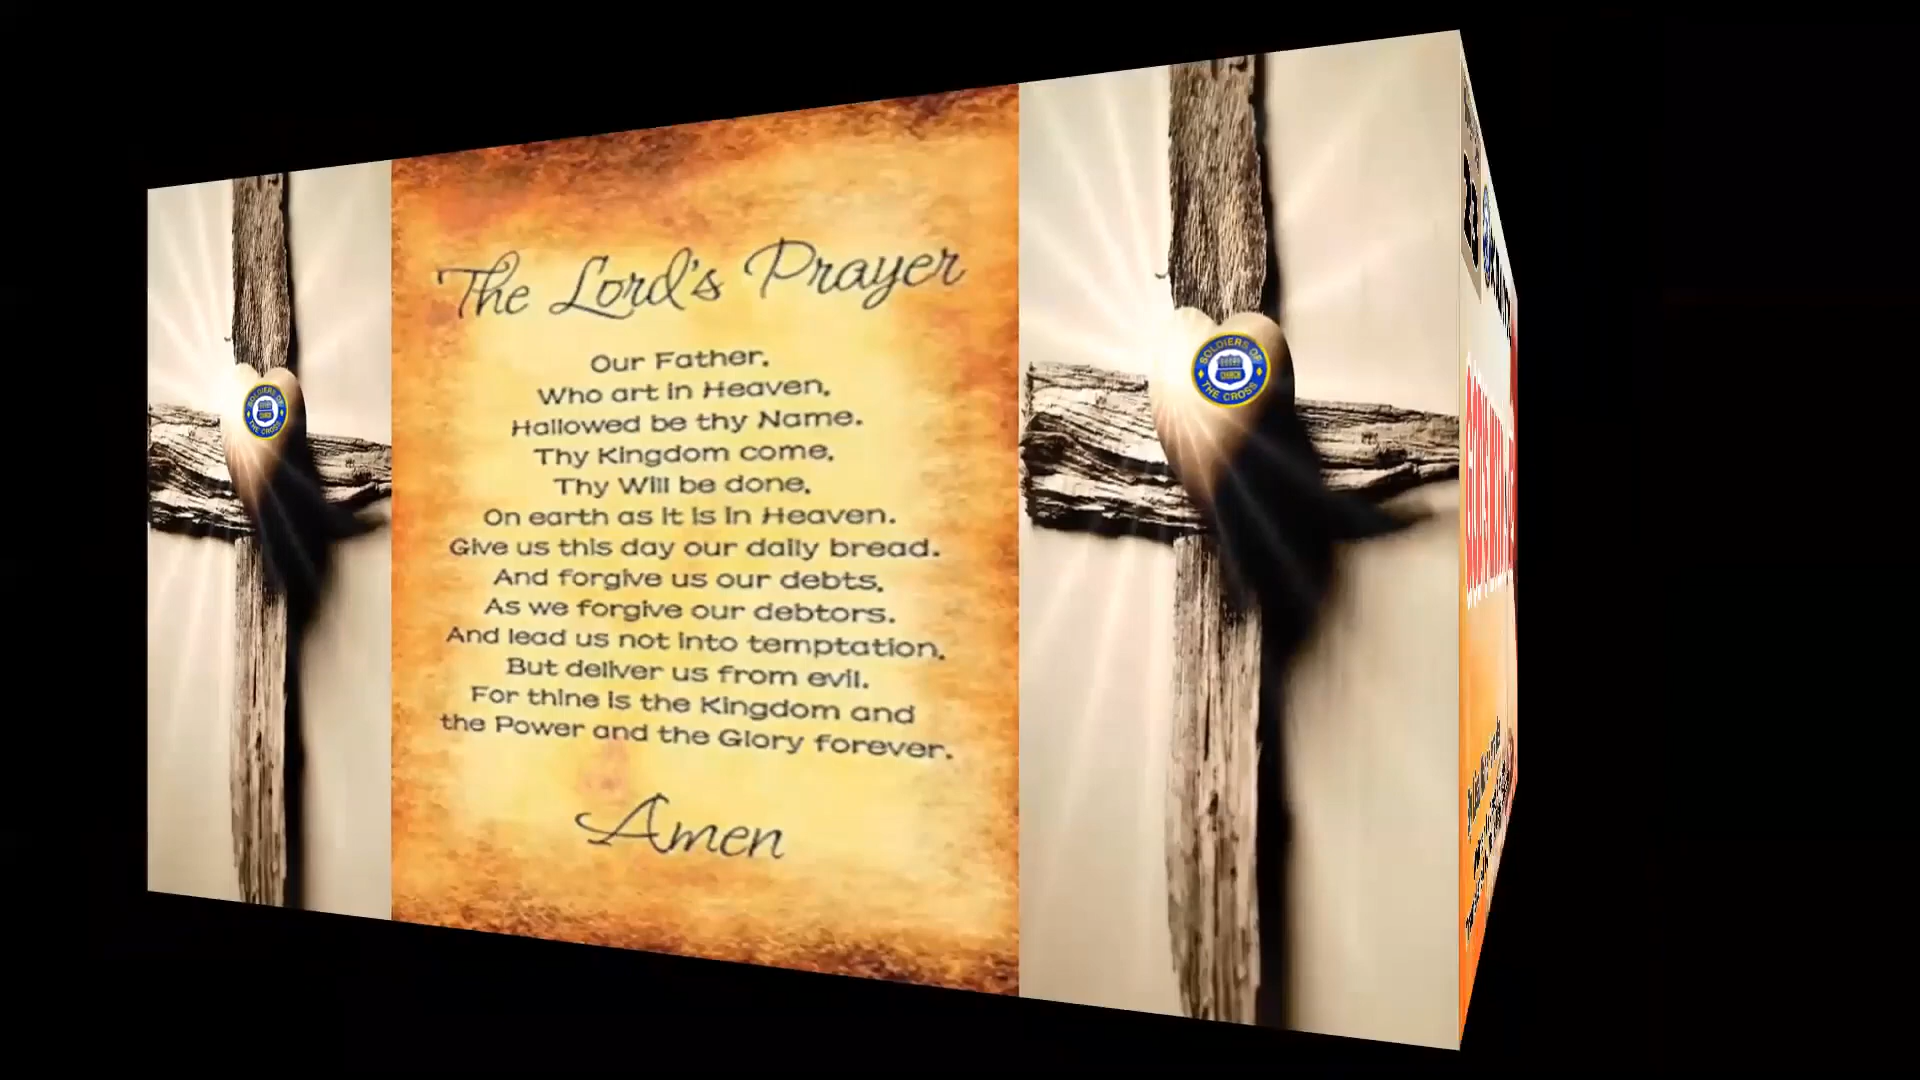 The Lord's Prayer
Our Father,
Who art in Heaven,
Hallowed be thy Name.
Thy Kingdom come,
Thy Will be done,
On earth as it is in Heaven.
Give us this day our daily bread.
And forgive us our debts,
As we forgive our debtors.
And lead us not into temptation,
But deliver us from evil.
For thine is the Kingdom and
the Power and the Glory forever.
Amen
SOLDIERS OF
CHURCH
THE CROSS
SOLDIERS OF
CHURCH
THE CROSS